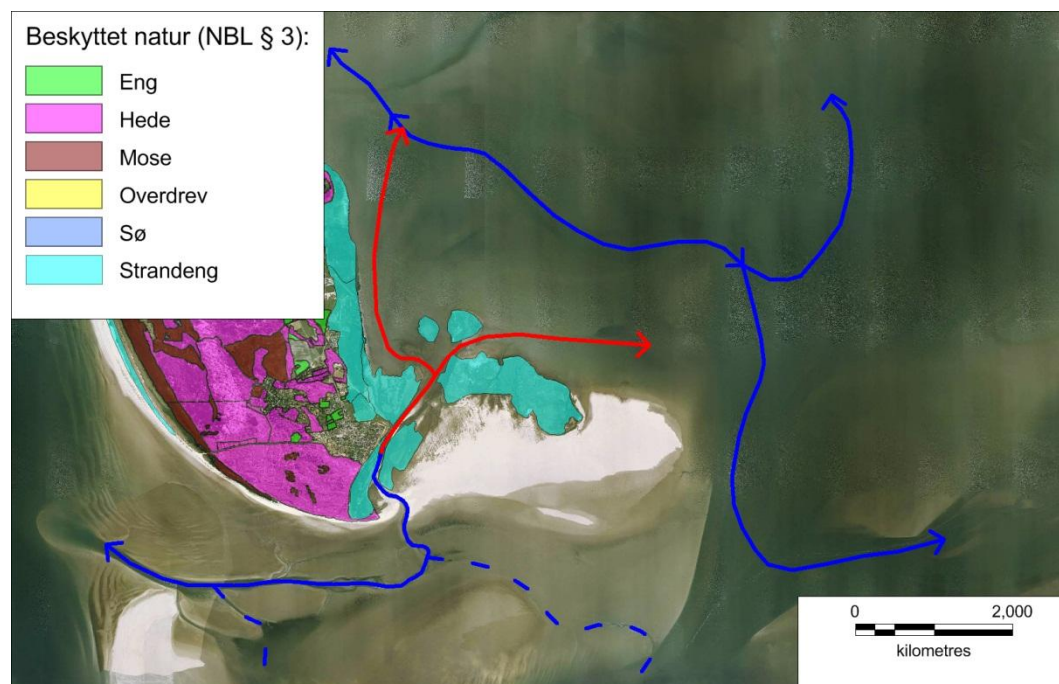 Beskyttet natur (NBL § 3):
Eng
Hede
Mose
Overdrev
Sø
Strandeng
0 2,000
kilometres